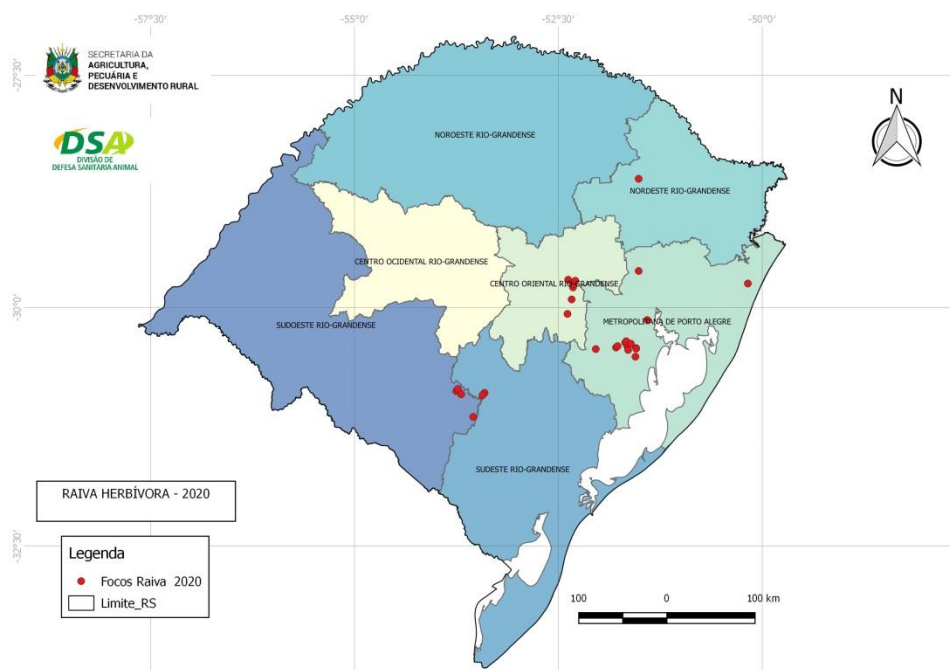 -57°30'
-55°0'
-52°30'
-50°0'
SECRETARIA DA
AGRICULTURA,
PECUÁRIA E
DESENVOLVIMENTO RURAL
-27°30'
DSA
DIVISÃO DE
DEFESA SANITARIA ANIMAL
N
NOROESTE RIO-GRANDENSE
NORDESTE RIO-GRANDENSE
CENTRO OCIDENTAL RIO-GRANDENSE
CENTRO ORIENTAL RIO-GRANDENSE
-30°0'
SUDOESTE RIO-GRANDENSE
METROPOLITANA DE PORTO ALEGRE
SUDESTE RIO-GRANDENSE
RAIVA HERBÍVORA - 2020
-32°30'
Legenda
Focos Raiva 2020
Limite_RS
100 0 100 km